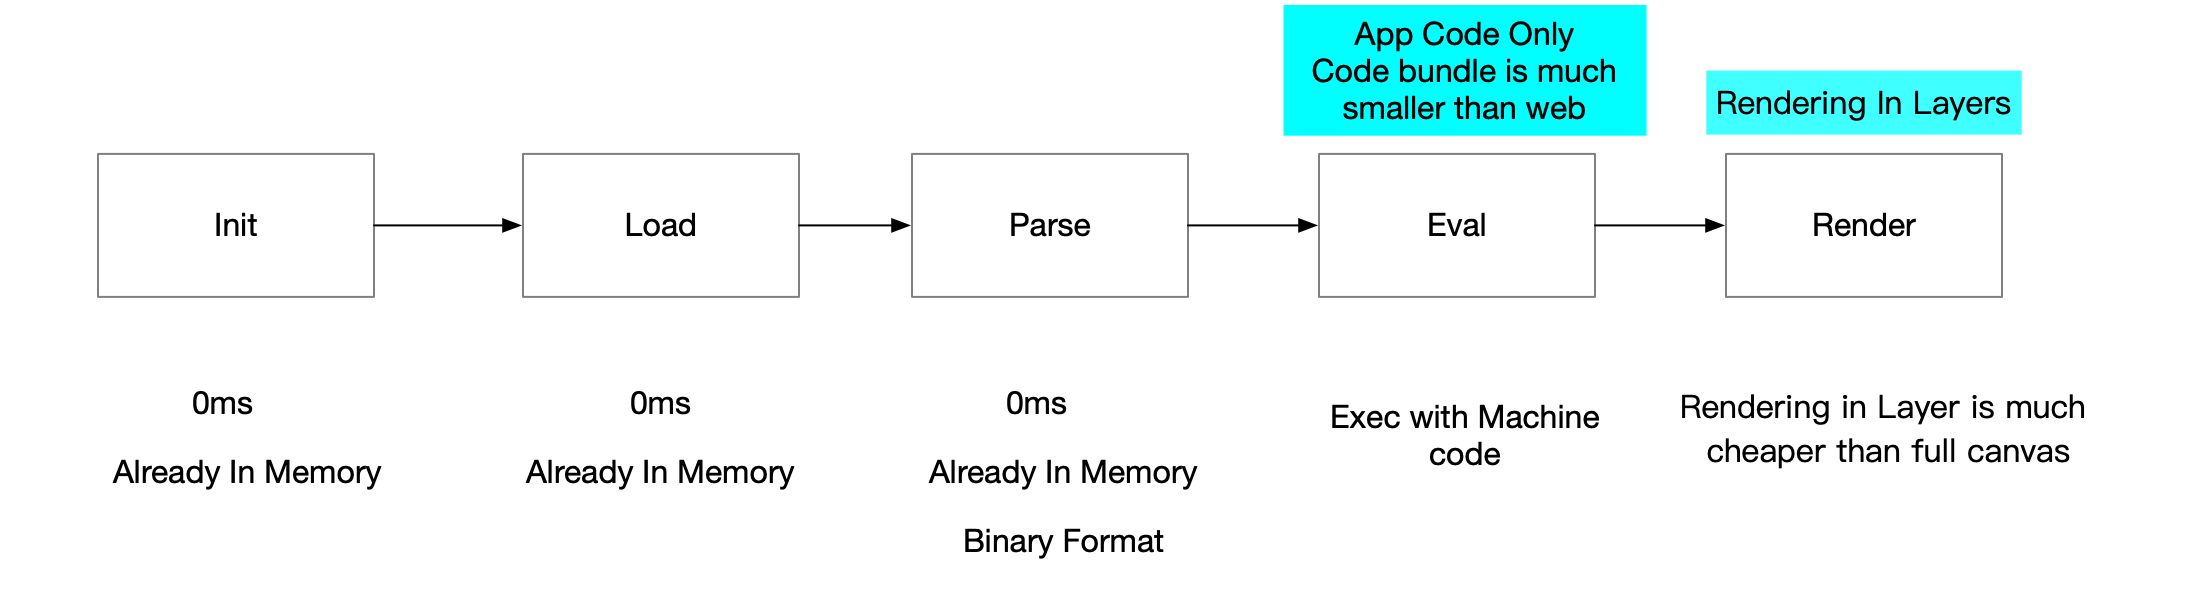 App Code Only
Code bundle is much
smaller than web
Rendering In Layers
Init
Load
Parse
Eval
Render
0ms
Already In Memory
0ms
Already In Memory
0ms
Already In Memory
Binary Format
Exec with Machine
code
Rendering in Layer is much
cheaper than full canvas